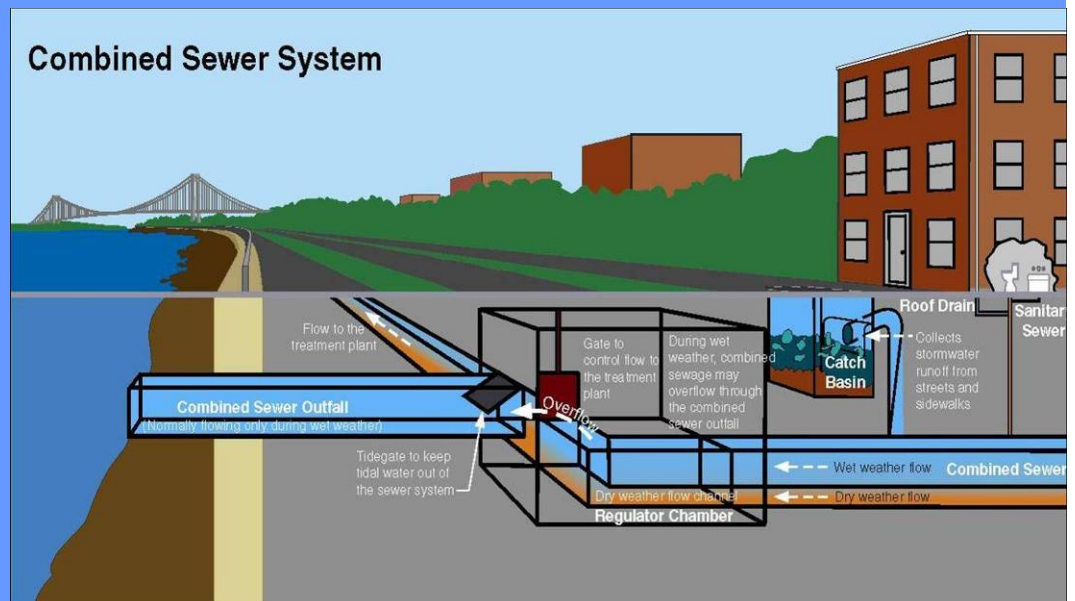 Combined Sewer System
Roof Drain
Sanitar
Sewer
Flow to the
treatment plant
Gate to
control flow to
the treatment
plant
During wet
weather, combined
sewage may
overflow through
the combined
sewer outfall
Catch
Basin
Collects
stormwater
runoff from
streets and
sidewalks
Combined Sewer Outfall
(Normally flowing only during wet weather)
Overflow
Tidegate to keep
tidal water out of
the sewer system
Wet weather flow
Combined Sewer
Dry weather flow channel
Dry weather flow
Regulator Chamber